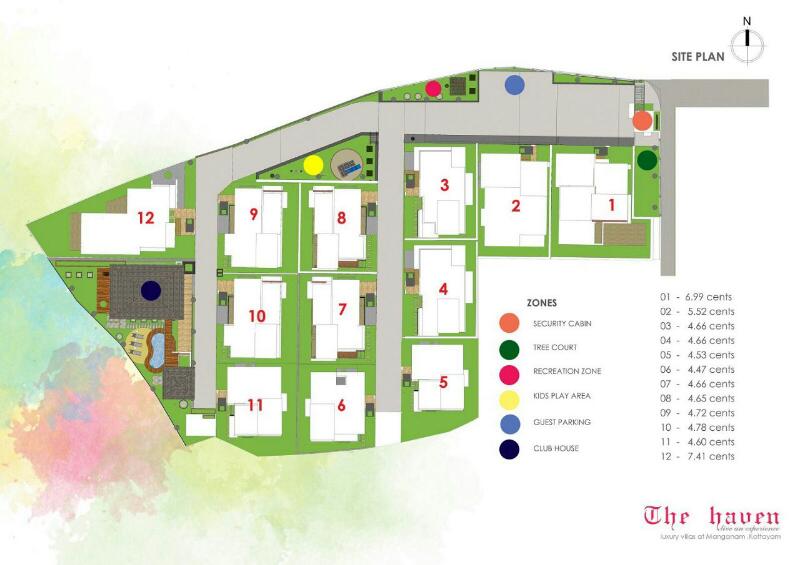 N
SITE PLAN
12
9
8
3
2
1
10
7
4
11
6
5
ZONES
SECURITY CABIN
TREE COURT
RECREATION ZONE
KIDS PLAY AREA
GUEST PARKING
CLUB HOUSE
01 - 6.99 cents
02 - 5.52 cents
03 - 4.66 cents
04 - 4.66 cents
05 - 4.53 cents
06 - 4.47 cents
07 - 4.66 cents
08 - 4.65 cents
09 - 4.72 cents
10 - 4.78 cents
11 - 4.60 cents
12 - 7.41 cents
The haven
live an experience
luxury villas at Manganam ,Kottayam